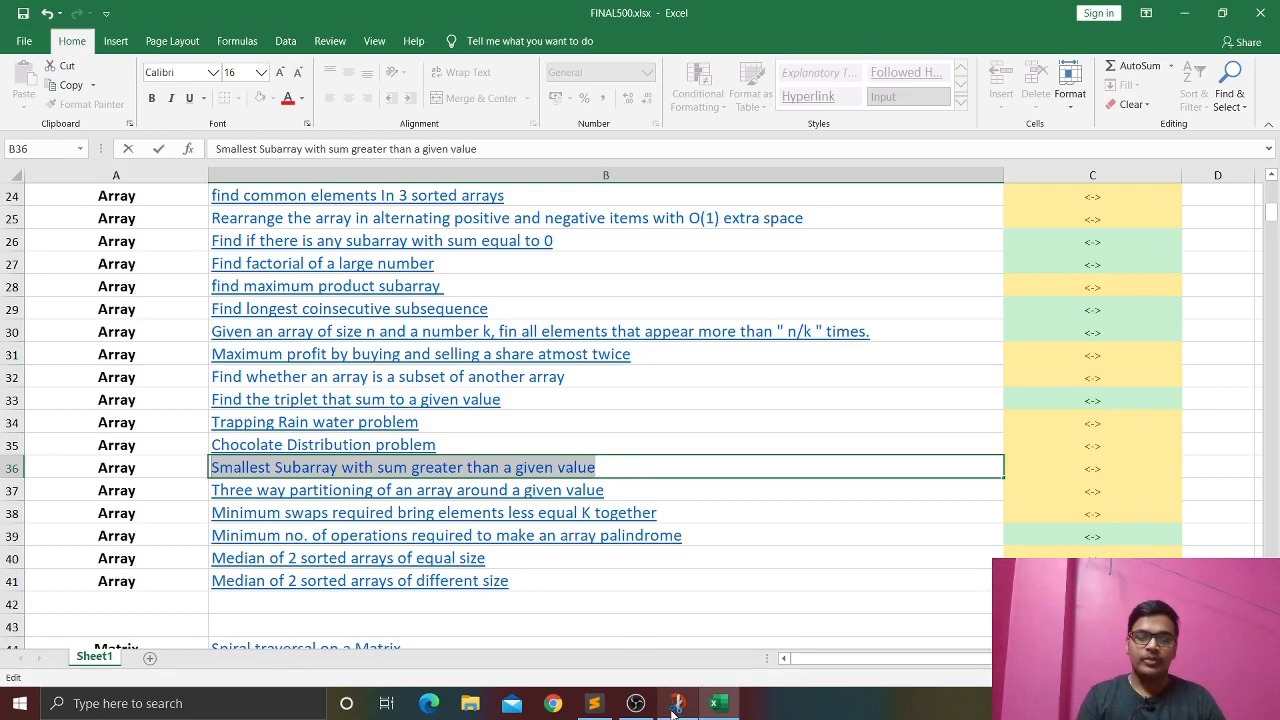 FINAL500.xlsx - Excel
Sign in
File Home Insert Page Layout Formulas Data Review View Help Tell me what you want to do Share
Paste
Cut
Copy
Format Painter
Clipboard
Calibri 16
B I U A
Font
Wrap Text
Merge & Center
Alignment
General
% ,
Number
Conditional Formatting
Format as Table
Explanatory T... Followed H...
Hyperlink Input
Styles
Insert Delete Format
Cells
AutoSum
Fill
Clear
Sort & Filter
Find & Select
Editing
B36 fx Smallest Subarray with sum greater than a given value
A B C D
24 Array find common elements In 3 sorted arrays <->
25 Array Rearrange the array in alternating positive and negative items with O(1) extra space <->
26 Array Find if there is any subarray with sum equal to 0 <->
27 Array Find factorial of a large number <->
28 Array find maximum product subarray <->
29 Array Find longest coinsecutive subsequence <->
30 Array Given an array of size n and a number k, fin all elements that appear more than " n/k " times. <->
31 Array Maximum profit by buying and selling a share atmost twice <->
32 Array Find whether an array is a subset of another array <->
33 Array Find the triplet that sum to a given value <->
34 Array Trapping Rain water problem <->
35 Array Chocolate Distribution problem <->
36 Array Smallest Subarray with sum greater than a given value <->
37 Array Three way partitioning of an array around a given value <->
38 Array Minimum swaps required bring elements less equal K together <->
39 Array Minimum no. of operations required to make an array palindrome <->
40 Array Median of 2 sorted arrays of equal size
41 Array Median of 2 sorted arrays of different size
42
43
44 Matrix Spiral traversal on a Matrix
Sheet1
Edit
Type here to search